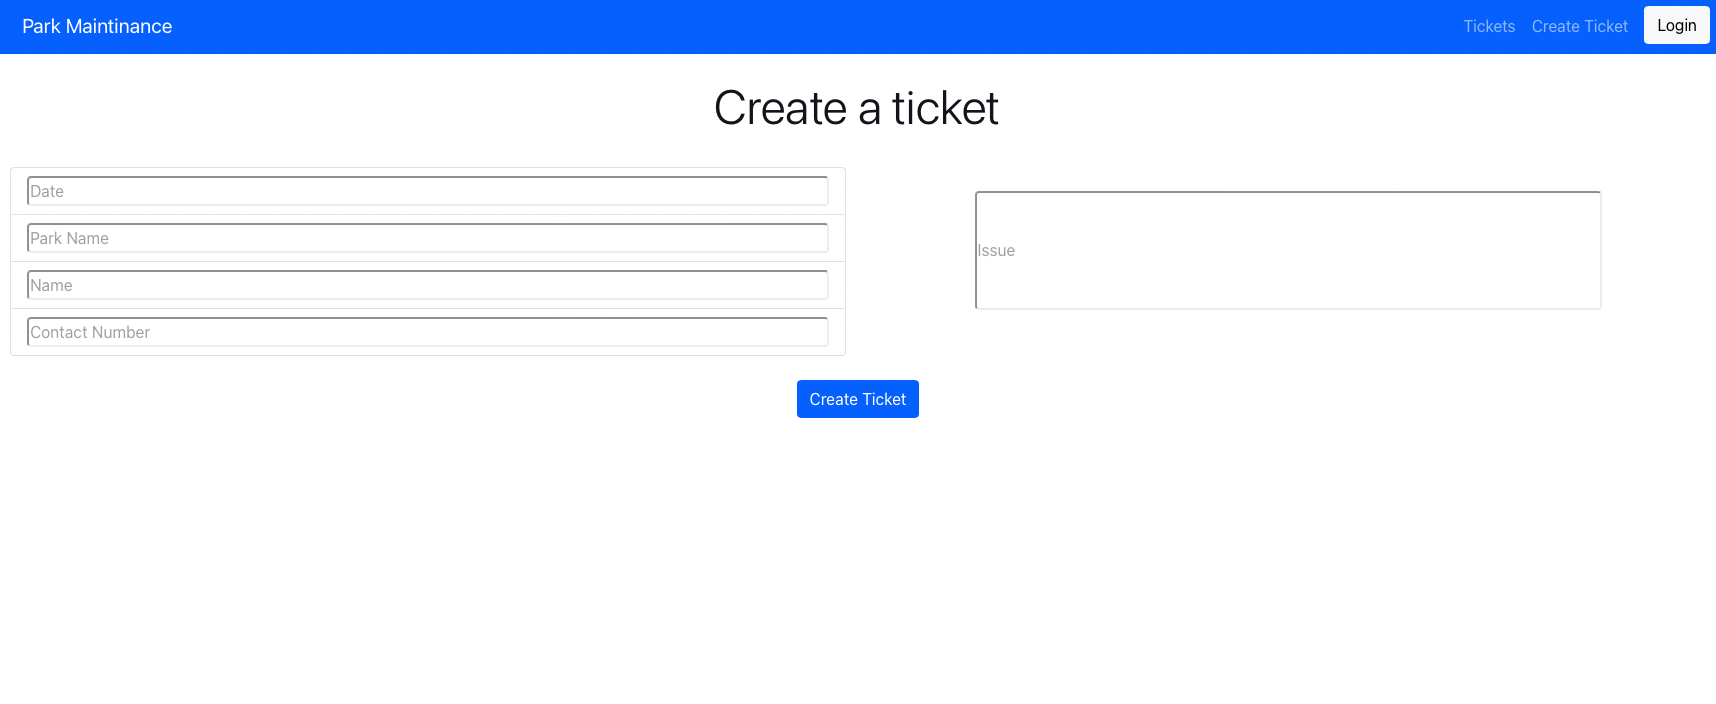 Park Maintinance
Tickets
Create Ticket
Login
Create a ticket
Date
Park Name
Name
Contact Number
Issue
Create Ticket